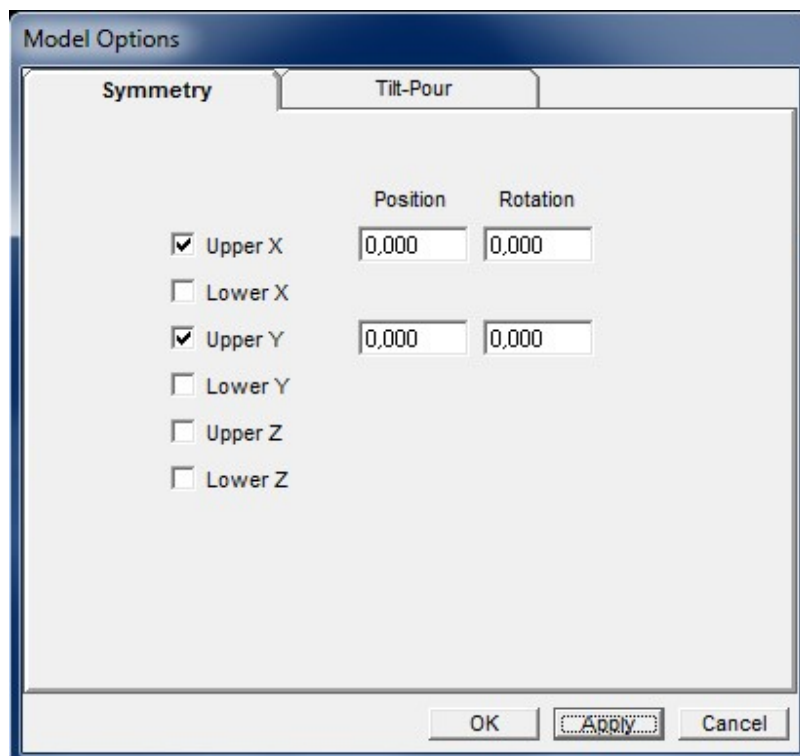 Model Options
Symmetry Tilt-Pour
Position Rotation
Upper X 0,000 0,000
Lower X
Upper Y 0,000 0,000
Lower Y
Upper Z
Lower Z
OK Apply Cancel